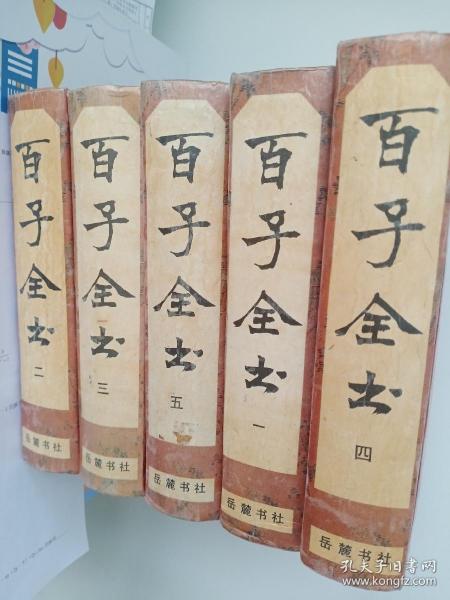 百子全书
二
岳麓书社
百子全书
三
岳麓书社
百子全书
五
岳麓书社
百子全书
一
岳麓书社
百子全书
四
岳麓书社
孔夫子旧书网
www.kongfz.com